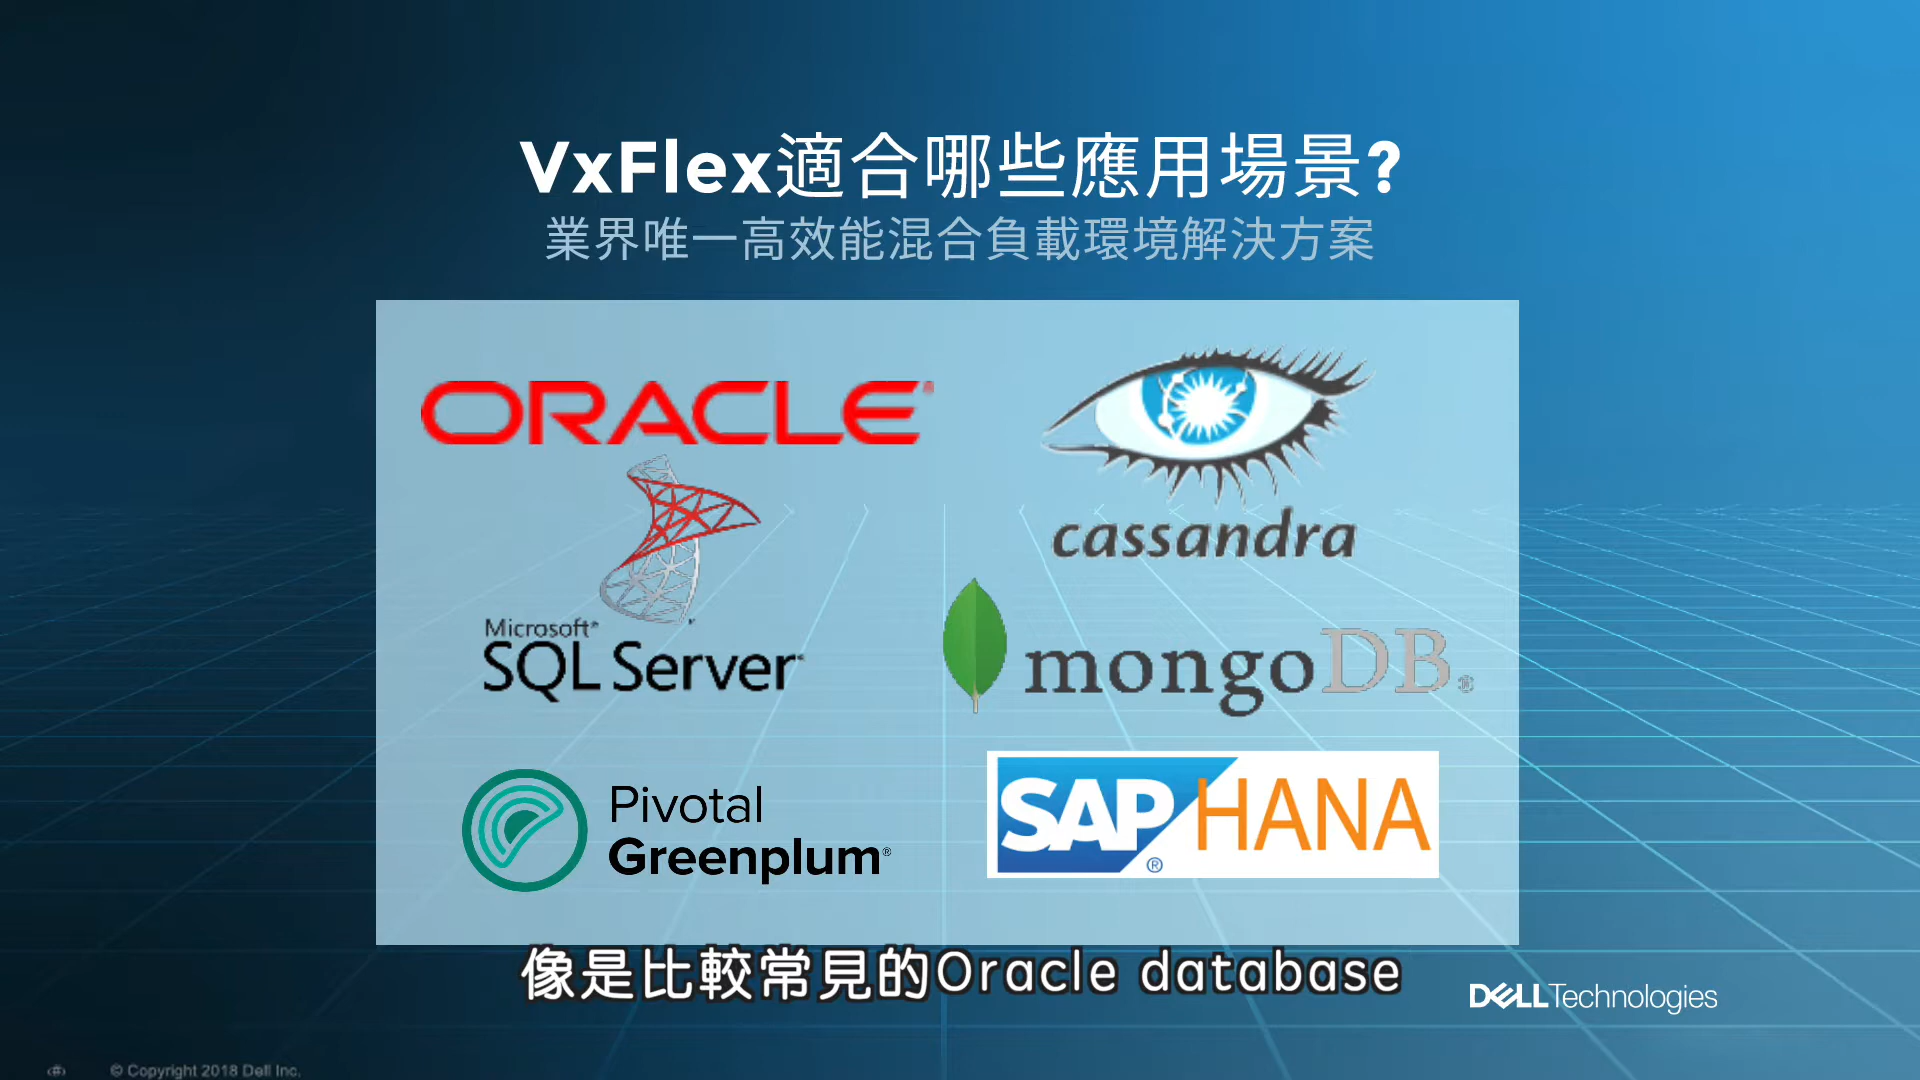 VxFlex適合哪些應用場景?
業界唯一高效能混合負載環境解決方案
ORACLE®
cassandra
Microsoft®
SQL Server
mongoDB®
Pivotal
Greenplum®
SAP® HANA
像是比較常見的Oracle database
DELL Technologies
‹#› © Copyright 2018 Dell Inc.